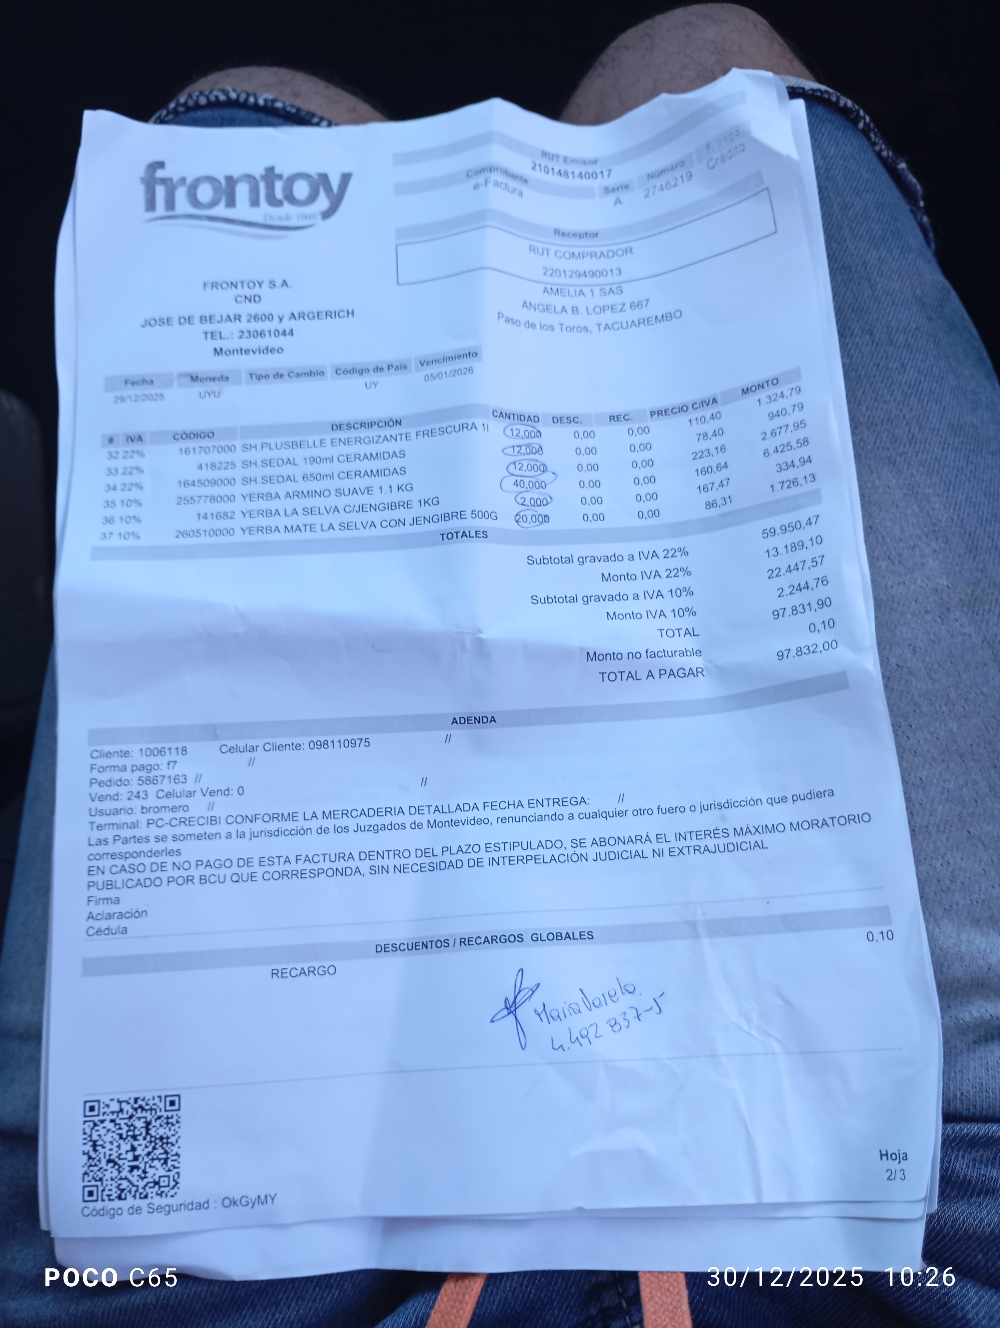 frontoy
Desde 1940
RUT Emisor
210148140017
Comprobante Serie Número F. pago
e-Factura A 2746219 Crédito
Receptor
RUT COMPRADOR
220129490013
AMELIA 1 SAS
ANGELA B. LOPEZ 667
Paso de los Toros, TACUAREMBO
FRONTOY S.A.
CND
JOSE DE BEJAR 2600 y ARGERICH
TEL.: 23061044
Montevideo
Fecha Moneda Tipo de Cambio Código de País Vencimiento
29/12/2025 UYU UY 05/01/2026
# IVA CÓDIGO DESCRIPCIÓN CANTIDAD DESC. REC. PRECIO C/IVA MONTO
32 22% 161707000 SH.PLUSBELLE ENERGIZANTE FRESCURA 1l 12,000 0,00 0,00 110,40 1.324,79
33 22% 418225 SH.SEDAL 190ml CERAMIDAS 12,000 0,00 0,00 78,40 940,79
34 22% 164509000 SH.SEDAL 650ml CERAMIDAS 12,000 0,00 0,00 223,16 2.677,95
35 10% 255778000 YERBA ARMINO SUAVE 1.1 KG 40,000 0,00 0,00 160,64 6.425,58
36 10% 141682 YERBA LA SELVA C/JENGIBRE 1KG 2,000 0,00 0,00 167,47 334,94
37 10% 260510000 YERBA MATE LA SELVA CON JENGIBRE 500G 20,000 0,00 0,00 86,31 1.726,13
TOTALES
Subtotal gravado a IVA 22% 59.950,47
Monto IVA 22% 13.189,10
Subtotal gravado a IVA 10% 22.447,57
Monto IVA 10% 2.244,76
TOTAL 97.831,90
Monto no facturable 0,10
TOTAL A PAGAR 97.832,00
ADENDA
Cliente: 1006118 Celular Cliente: 098110975 //
Forma pago: f7 //
Pedido: 5867163 //
Vend: 243 Celular Vend: 0 //
Usuario: bromero //
Terminal: PC-CRECIBI CONFORME LA MERCADERIA DETALLADA FECHA ENTREGA: //
Las Partes se someten a la jurisdicción de los Juzgados de Montevideo, renunciando a cualquier otro fuero o jurisdicción que pudiera
corresponderles
EN CASO DE NO PAGO DE ESTA FACTURA DENTRO DEL PLAZO ESTIPULADO, SE ABONARÁ EL INTERÉS MÁXIMO MORATORIO
PUBLICADO POR BCU QUE CORRESPONDA, SIN NECESIDAD DE INTERPELACIÓN JUDICIAL NI EXTRAJUDICIAL
Firma
Aclaración
Cédula
DESCUENTOS / RECARGOS GLOBALES
RECARGO 0,10
Maria Varela
4.492 837-5
Hoja
2/3
Código de Seguridad : OkGyMY
POCO C65 30/12/2025 10:26